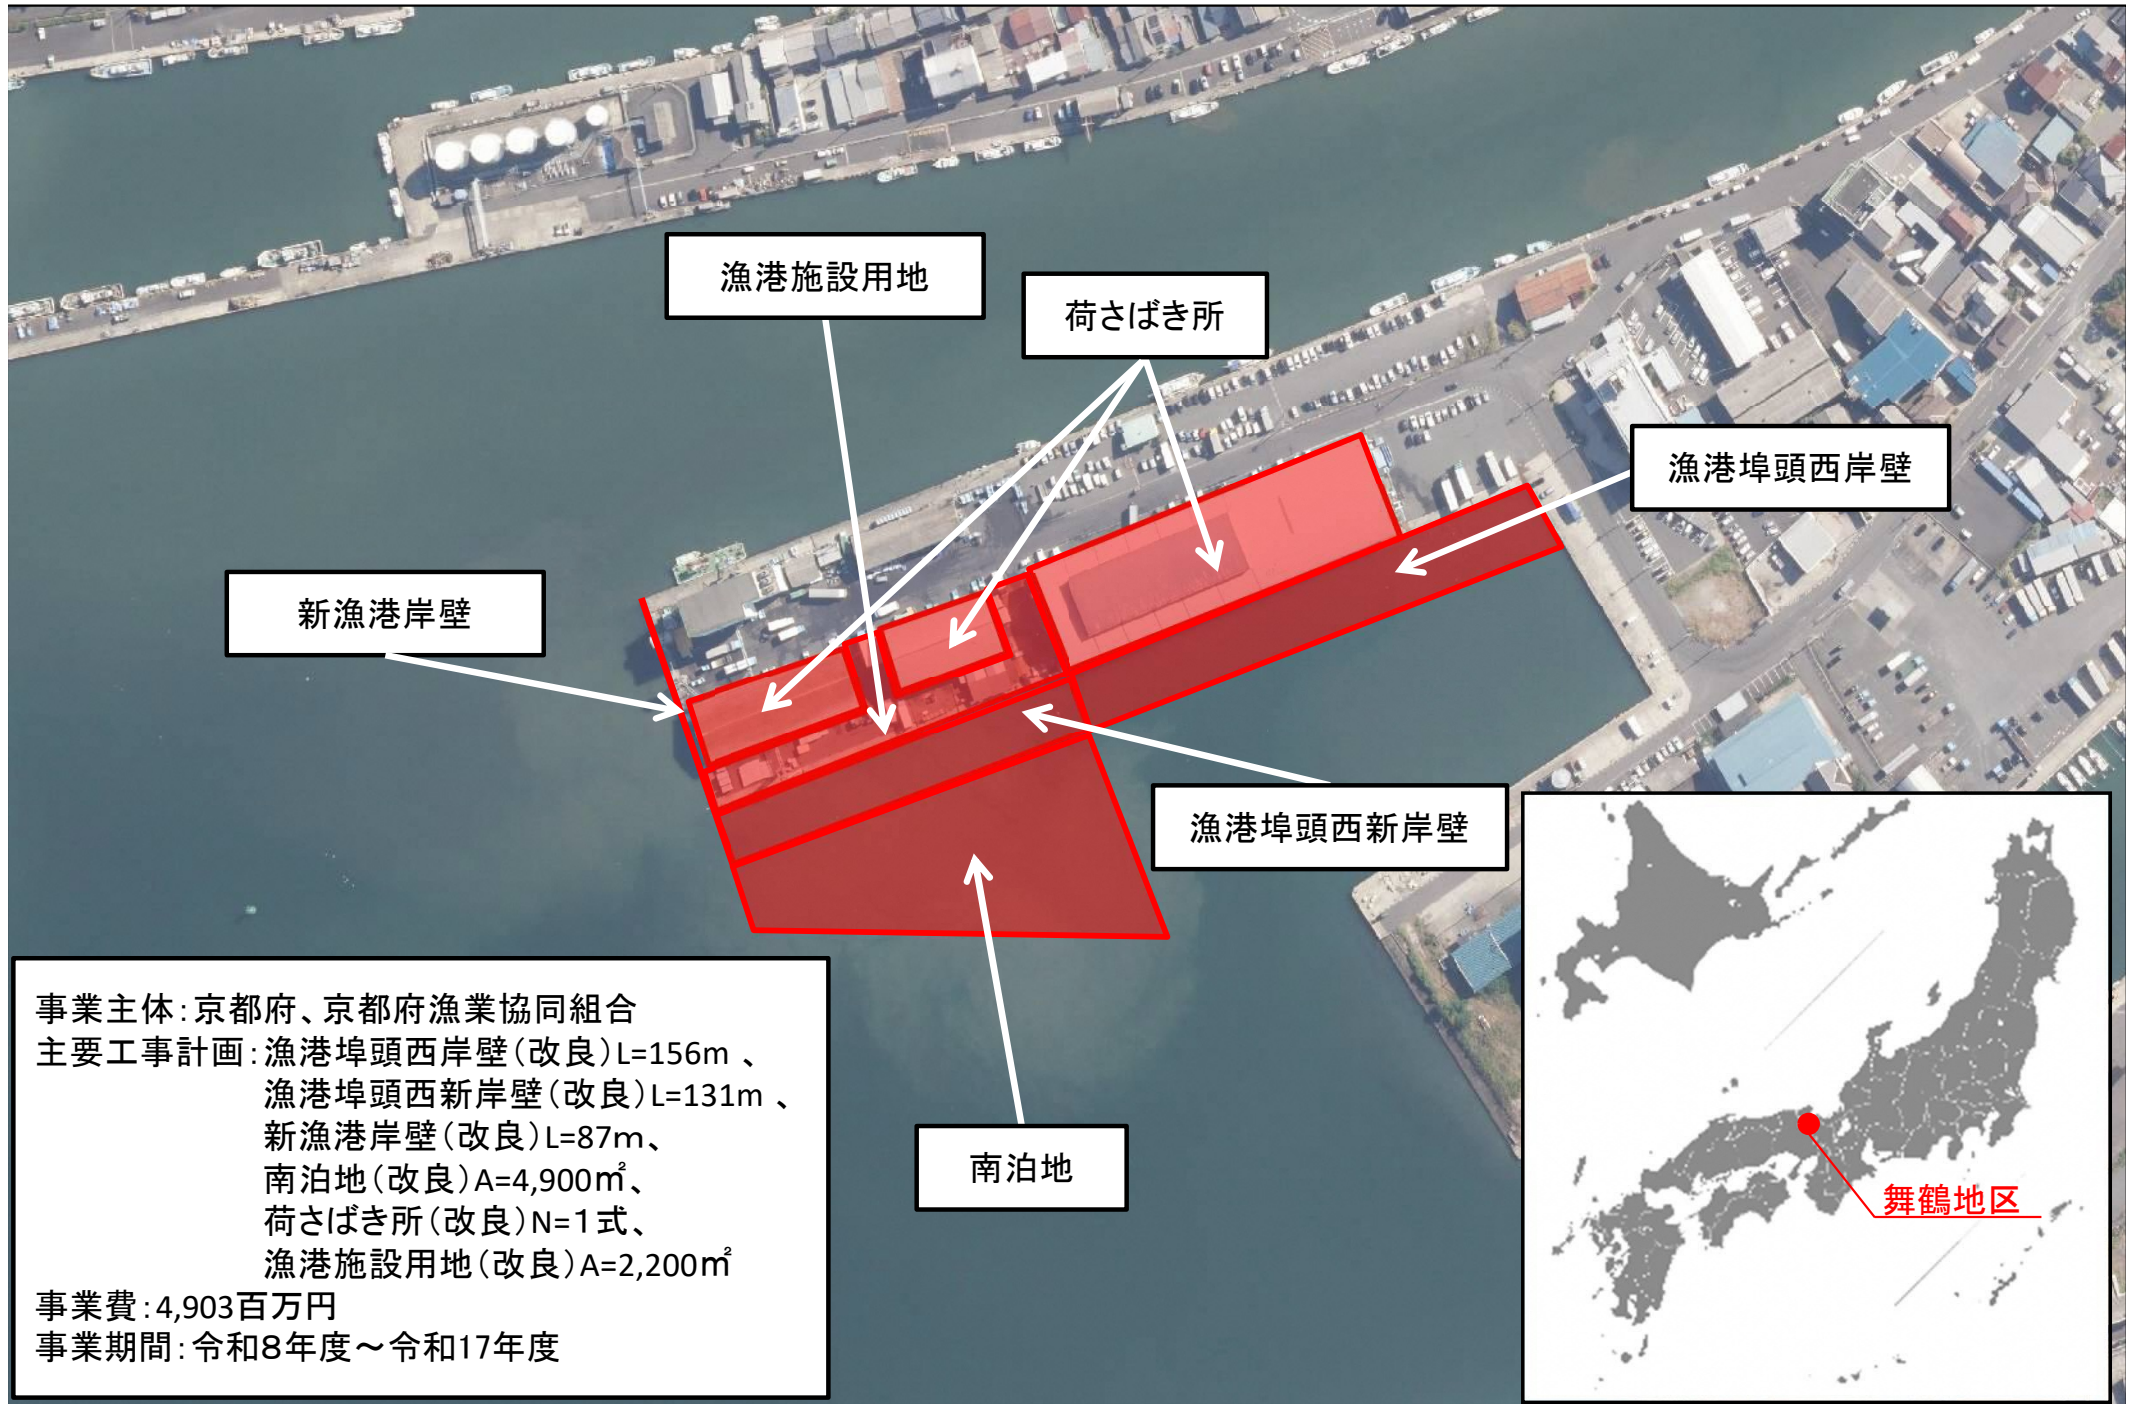 漁港施設用地
荷さばき所
漁港埠頭西岸壁
新漁港岸壁
漁港埠頭西新岸壁
南泊地
事業主体：京都府、京都府漁業協同組合
主要工事計画：漁港埠頭西岸壁（改良）L=156m 、
漁港埠頭西新岸壁（改良）L=131m 、
新漁港岸壁（改良）L=87ｍ、
南泊地（改良）A=4,900㎡、
荷さばき所（改良）N=１式、
漁港施設用地（改良）A=2,200㎡
事業費：4,903百万円
事業期間：令和８年度～令和17年度
舞鶴地区